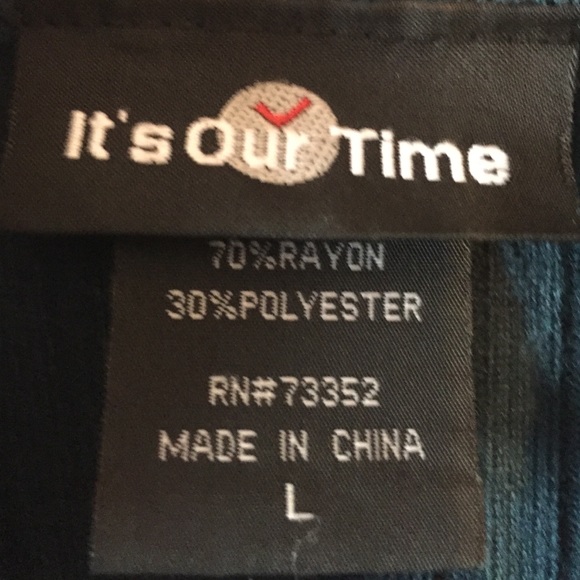 It's Our Time
70%RAYON
30%POLYESTER
RN#73352
MADE IN CHINA
L